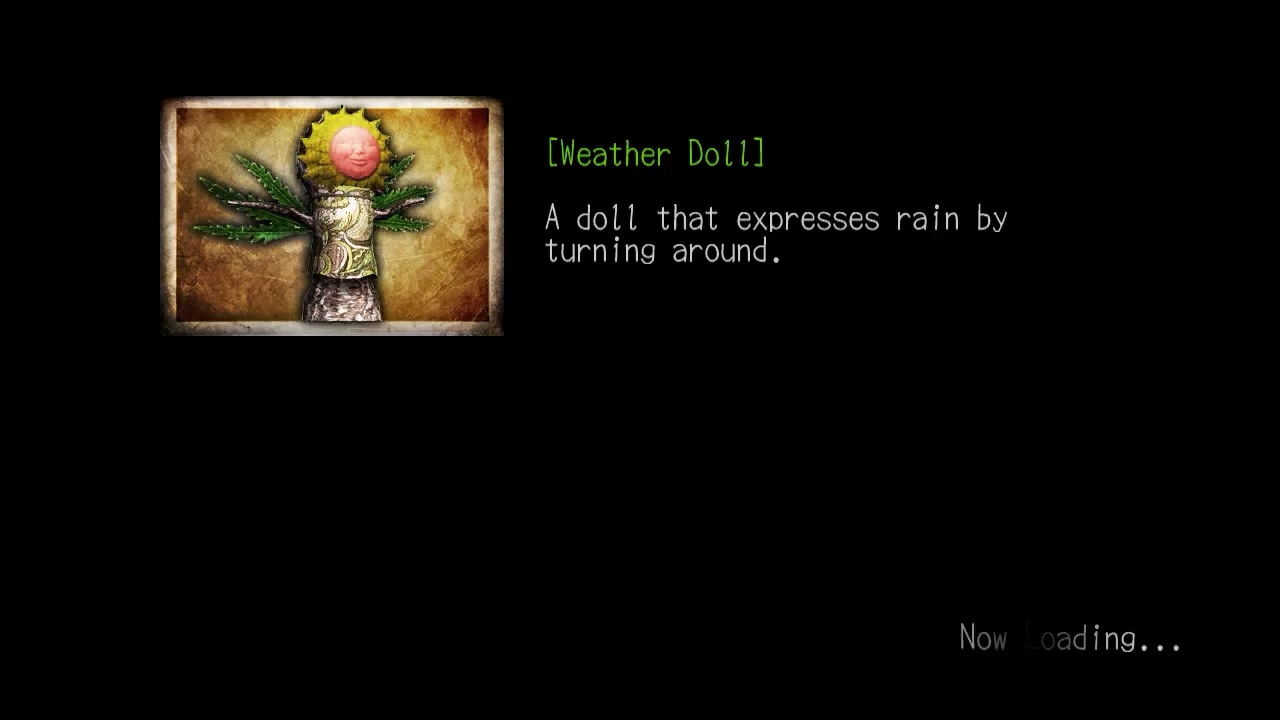 [Weather Doll]
A doll that expresses rain by
turning around.
Now Loading...